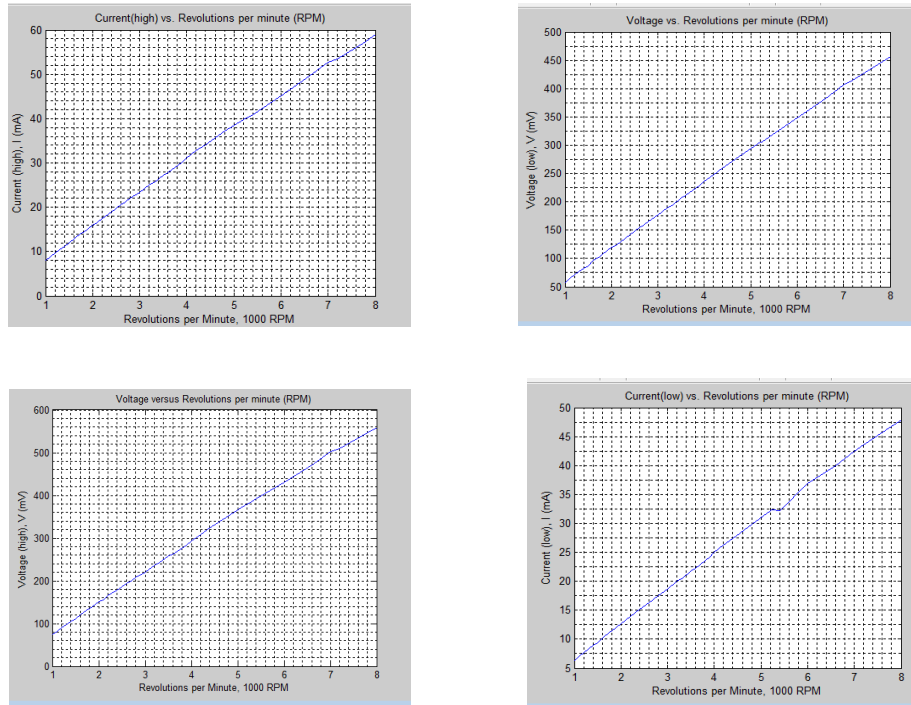 Current(high) vs. Revolutions per minute (RPM)
60
50
40
30
20
10
0
Current (high), I (mA)
1 2 3 4 5 6 7 8
Revolutions per Minute, 1000 RPM
Voltage vs. Revolutions per minute (RPM)
500
450
400
350
300
250
200
150
100
50
Voltage (low), V (mV)
1 2 3 4 5 6 7 8
Revolutions per Minute, 1000 RPM
Voltage versus Revolutions per minute (RPM)
600
500
400
300
200
100
0
Voltage (high), V (mV)
1 2 3 4 5 6 7 8
Revolutions per Minute, 1000 RPM
Current(low) vs. Revolutions per minute (RPM)
50
45
40
35
30
25
20
15
10
5
Current (low), I (mA)
1 2 3 4 5 6 7 8
Revolutions per Minute, 1000 RPM